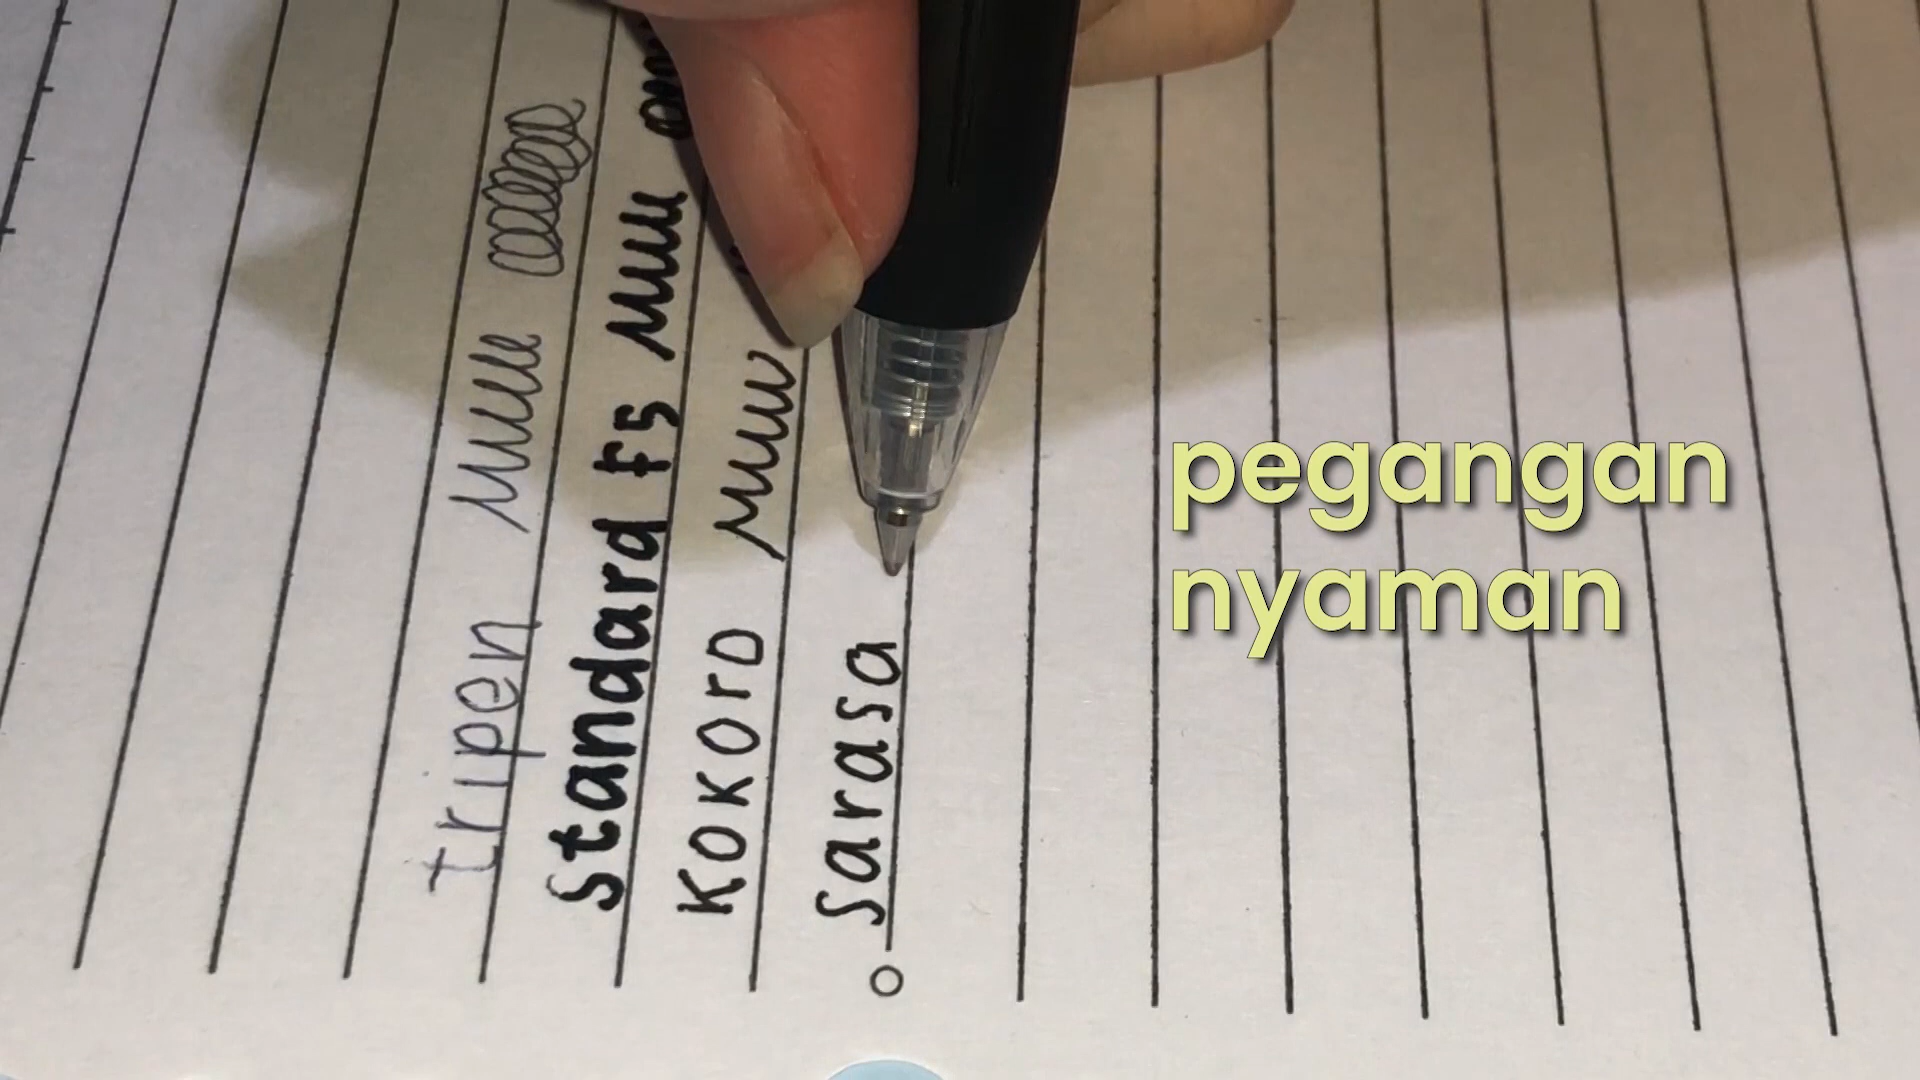 tripen
Standard F5
Kokoro
Sarasa
pegangan
nyaman